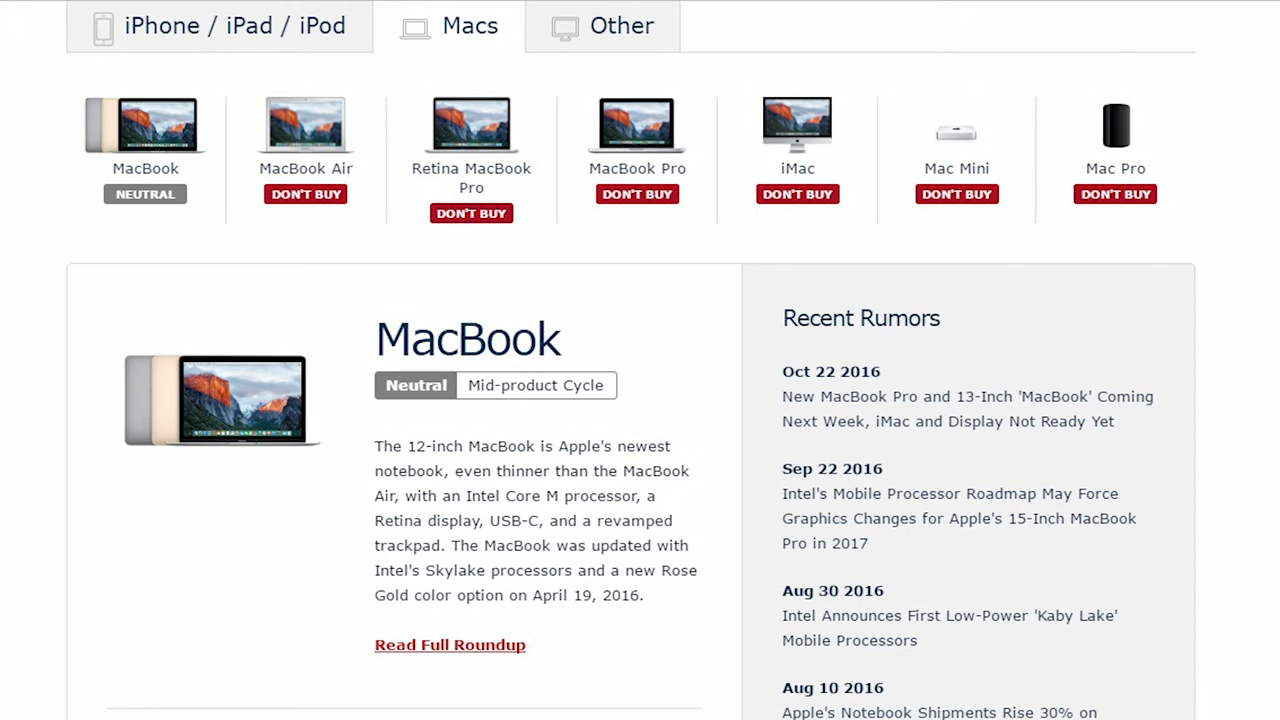 iPhone / iPad / iPod
Macs
Other
MacBook
NEUTRAL
MacBook Air
DON'T BUY
Retina MacBook
Pro
DON'T BUY
MacBook Pro
DON'T BUY
iMac
DON'T BUY
Mac Mini
DON'T BUY
Mac Pro
DON'T BUY
MacBook
Neutral Mid-product Cycle
The 12-inch MacBook is Apple's newest
notebook, even thinner than the MacBook
Air, with an Intel Core M processor, a
Retina display, USB-C, and a revamped
trackpad. The MacBook was updated with
Intel's Skylake processors and a new Rose
Gold color option on April 19, 2016.
Read Full Roundup
Recent Rumors
Oct 22 2016
New MacBook Pro and 13-Inch 'MacBook' Coming
Next Week, iMac and Display Not Ready Yet
Sep 22 2016
Intel's Mobile Processor Roadmap May Force
Graphics Changes for Apple's 15-Inch MacBook
Pro in 2017
Aug 30 2016
Intel Announces First Low-Power 'Kaby Lake'
Mobile Processors
Aug 10 2016
Apple's Notebook Shipments Rise 30% on